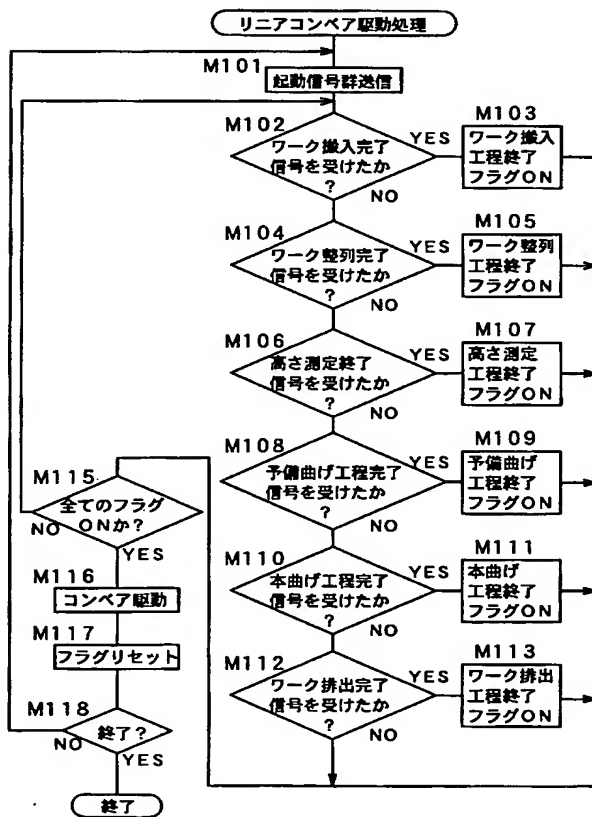 リニアコンベア駆動処理
M101
起動信号群送信
M102
ワーク搬入完了
信号を受けたか
?
YES
NO
M103
ワーク搬入
工程終了
フラグON
M104
ワーク整列完了
信号を受けたか
?
YES
NO
M105
ワーク整列
工程終了
フラグON
M106
高さ測定終了
信号を受けたか
?
YES
NO
M107
高さ測定
工程終了
フラグON
M108
予備曲げ工程完了
信号を受けたか
?
YES
NO
M109
予備曲げ
工程終了
フラグON
M110
本曲げ工程完了
信号を受けたか
?
YES
NO
M111
本曲げ
工程終了
フラグON
M112
ワーク排出完了
信号を受けたか
?
YES
NO
M113
ワーク排出
工程終了
フラグON
M115
全てのフラグ
ONか?
NO
YES
M116
コンベア駆動
M117
フラグリセット
M118
終了?
NO
YES
終了